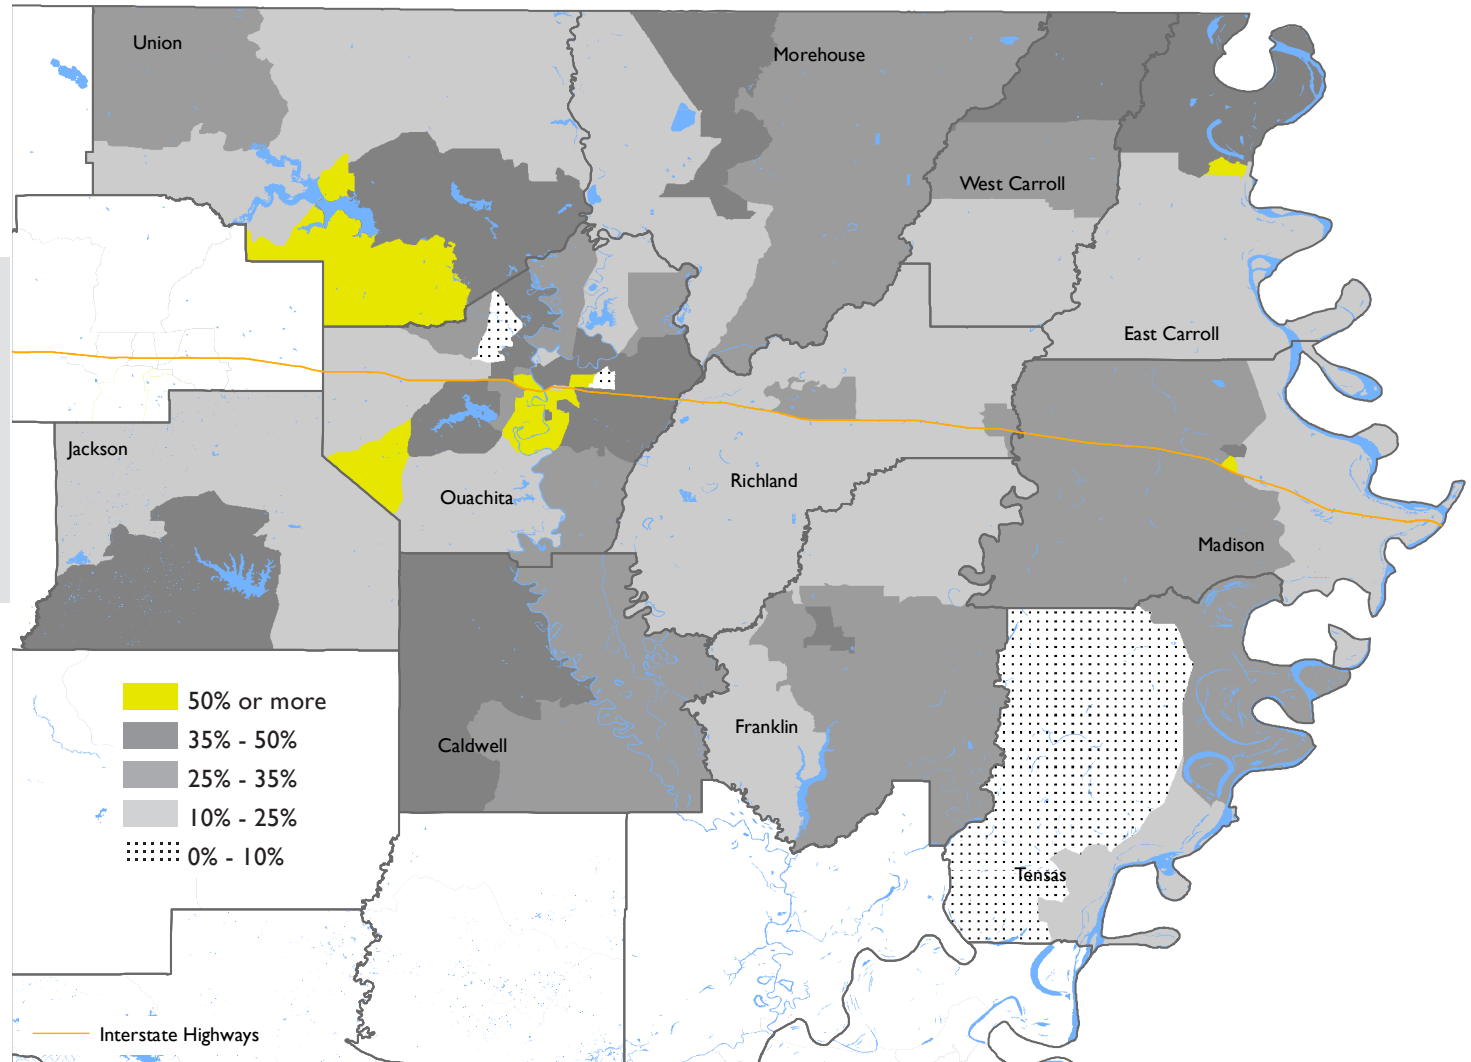 Union
Morehouse
West Carroll
East Carroll
Jackson
Ouachita
Richland
Madison
Caldwell
Franklin
Tensas
50% or more
35% - 50%
25% - 35%
10% - 25%
0% - 10%
Interstate Highways